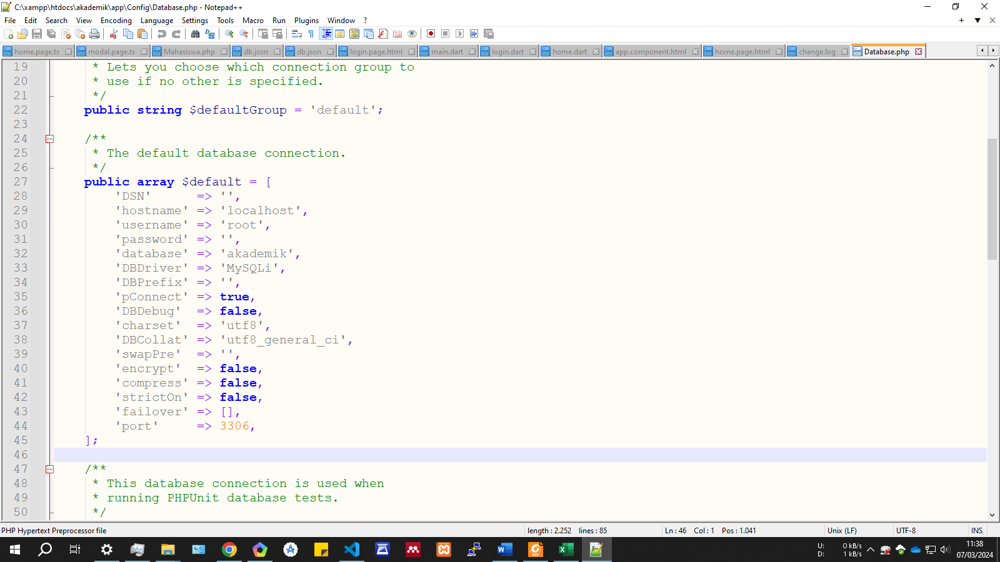 C:\xampp\htdocs\akademik\app\Config\Database.php - Notepad++
File Edit Search View Encoding Language Settings Tools Macro Run Plugins Window ?
home.page.ts modal.page.ts Mahasiswa.php db.json db.json login.page.html main.dart login.dart home.dart app.component.html home.page.html change.log Database.php
19 * Lets you choose which connection group to
20 * use if no other is specified.
21 */
22 public string $defaultGroup = 'default';
23
24 /**
25 * The default database connection.
26 */
27 public array $default = [
28 'DSN' => '',
29 'hostname' => 'localhost',
30 'username' => 'root',
31 'password' => '',
32 'database' => 'akademik',
33 'DBDriver' => 'MySQLi',
34 'DBPrefix' => '',
35 'pConnect' => true,
36 'DBDebug' => false,
37 'charset' => 'utf8',
38 'DBCollat' => 'utf8_general_ci',
39 'swapPre' => '',
40 'encrypt' => false,
41 'compress' => false,
42 'strictOn' => false,
43 'failover' => [],
44 'port' => 3306,
45 ];
46
47 /**
48 * This database connection is used when
49 * running PHPUnit database tests.
50 */
PHP Hypertext Preprocessor file length : 2.252 lines : 85 Ln : 46 Col : 1 Pos : 1.041 Unix (LF) UTF-8 INS
U: 0 kB/s
D: 1 kB/s
11:38
07/03/2024